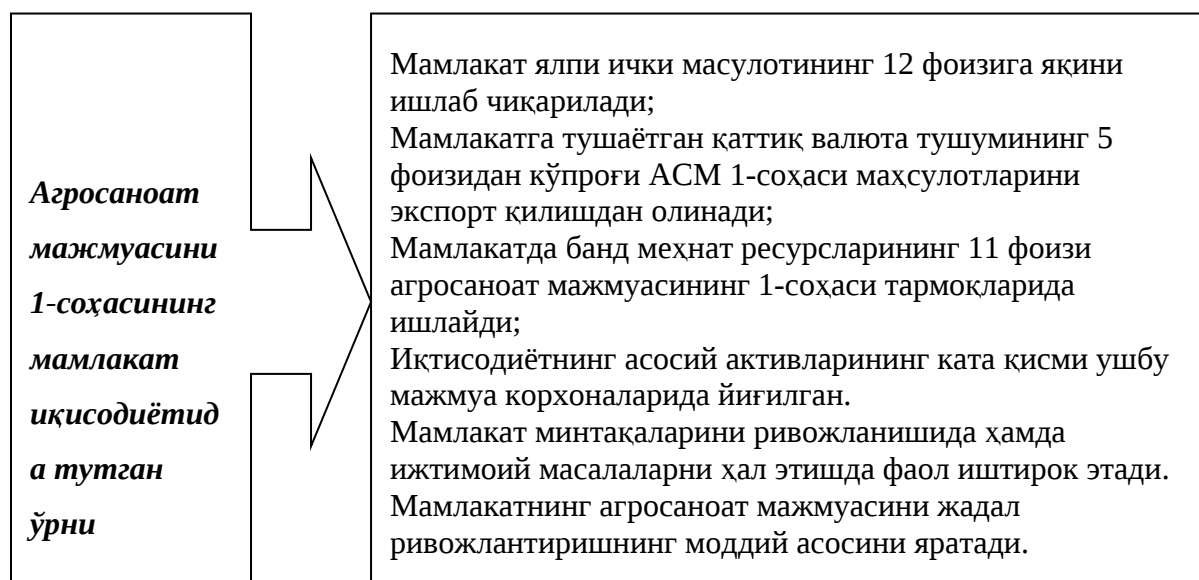 Агросаноат
мажмуасини
1-соҳасининг
мамлакат
иқисодиётид
а тутган
ўрни
Мамлакат ялпи ички масулотининг 12 фоизига яқини
ишлаб чиқарилади;
Мамлакатга тушаётган қаттиқ валюта тушумининг 5
фоизидан кўпроғи АСМ 1-соҳаси маҳсулотларини
экспорт қилишдан олинади;
Мамлакатда банд меҳнат ресурсларининг 11 фоизи
агросаноат мажмуасининг 1-соҳаси тармоқларида
ишлайди;
Иқтисодиётнинг асосий активларининг ката қисми ушбу
мажмуа корхоналарида йиғилган.
Мамлакат минтақаларини ривожланишида ҳамда
ижтимоий масалаларни ҳал этишда фаол иштирок этади.
Мамлакатнинг агросаноат мажмуасини жадал
ривожлантиришнинг моддий асосини яратади.